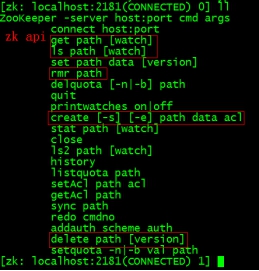 [zk: localhost:2181(CONNECTED) 0] ll
ZooKeeper -server host:port cmd args
connect host:port
zk api
get path [watch]
ls path [watch]
set path data [version]
rmr path
delquota [-n|-b] path
quit
printwatches on|off
create [-s] [-e] path data acl
stat path [watch]
close
ls2 path [watch]
history
listquota path
setAcl path acl
getAcl path
sync path
redo cmdno
addauth scheme auth
delete path [version]
setquota -n|-b val path
[zk: localhost:2181(CONNECTED) 1]